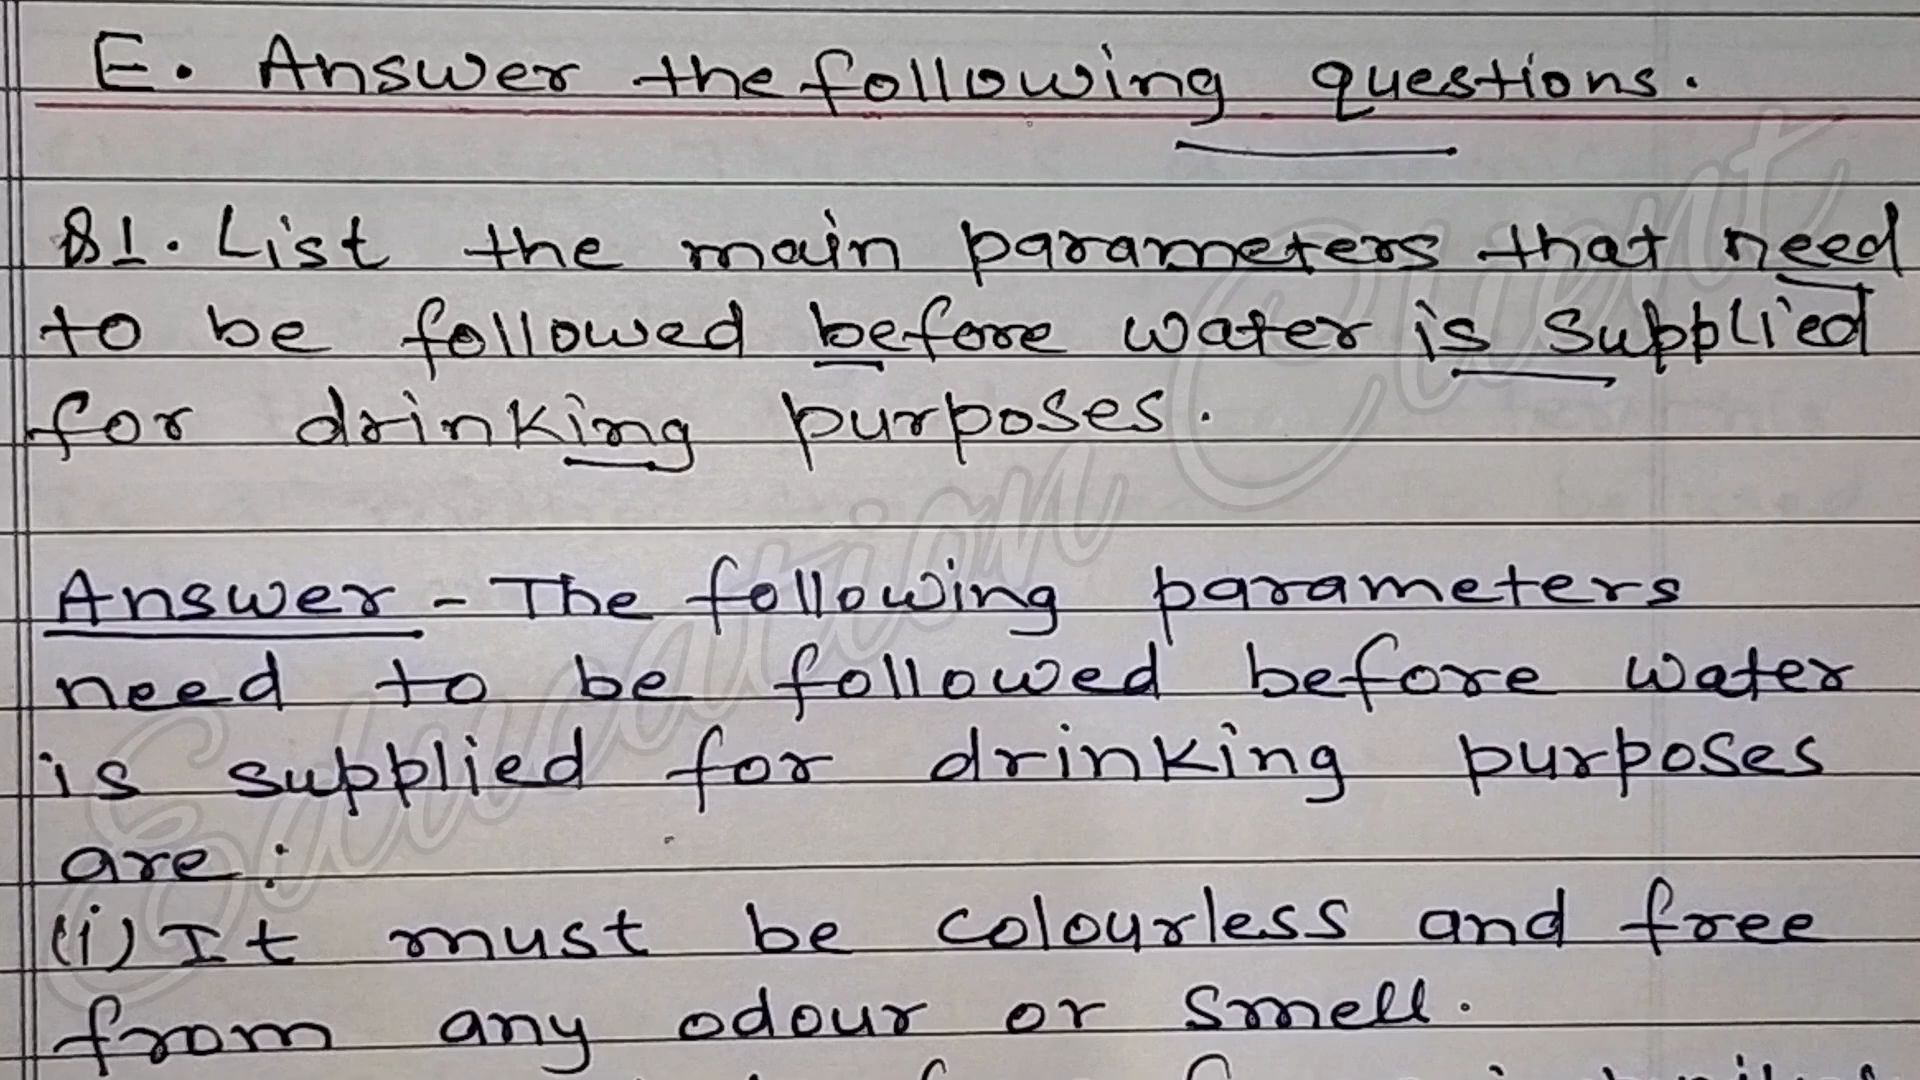 E. Answer the following questions.
Q1. List the main parameters that need
to be followed before water is supplied
for drinking purposes.
Answer - The following parameters
need to be followed before water
is supplied for drinking purposes
are:
(i) It must be colourless and free
from any odour or smell.
Education Client